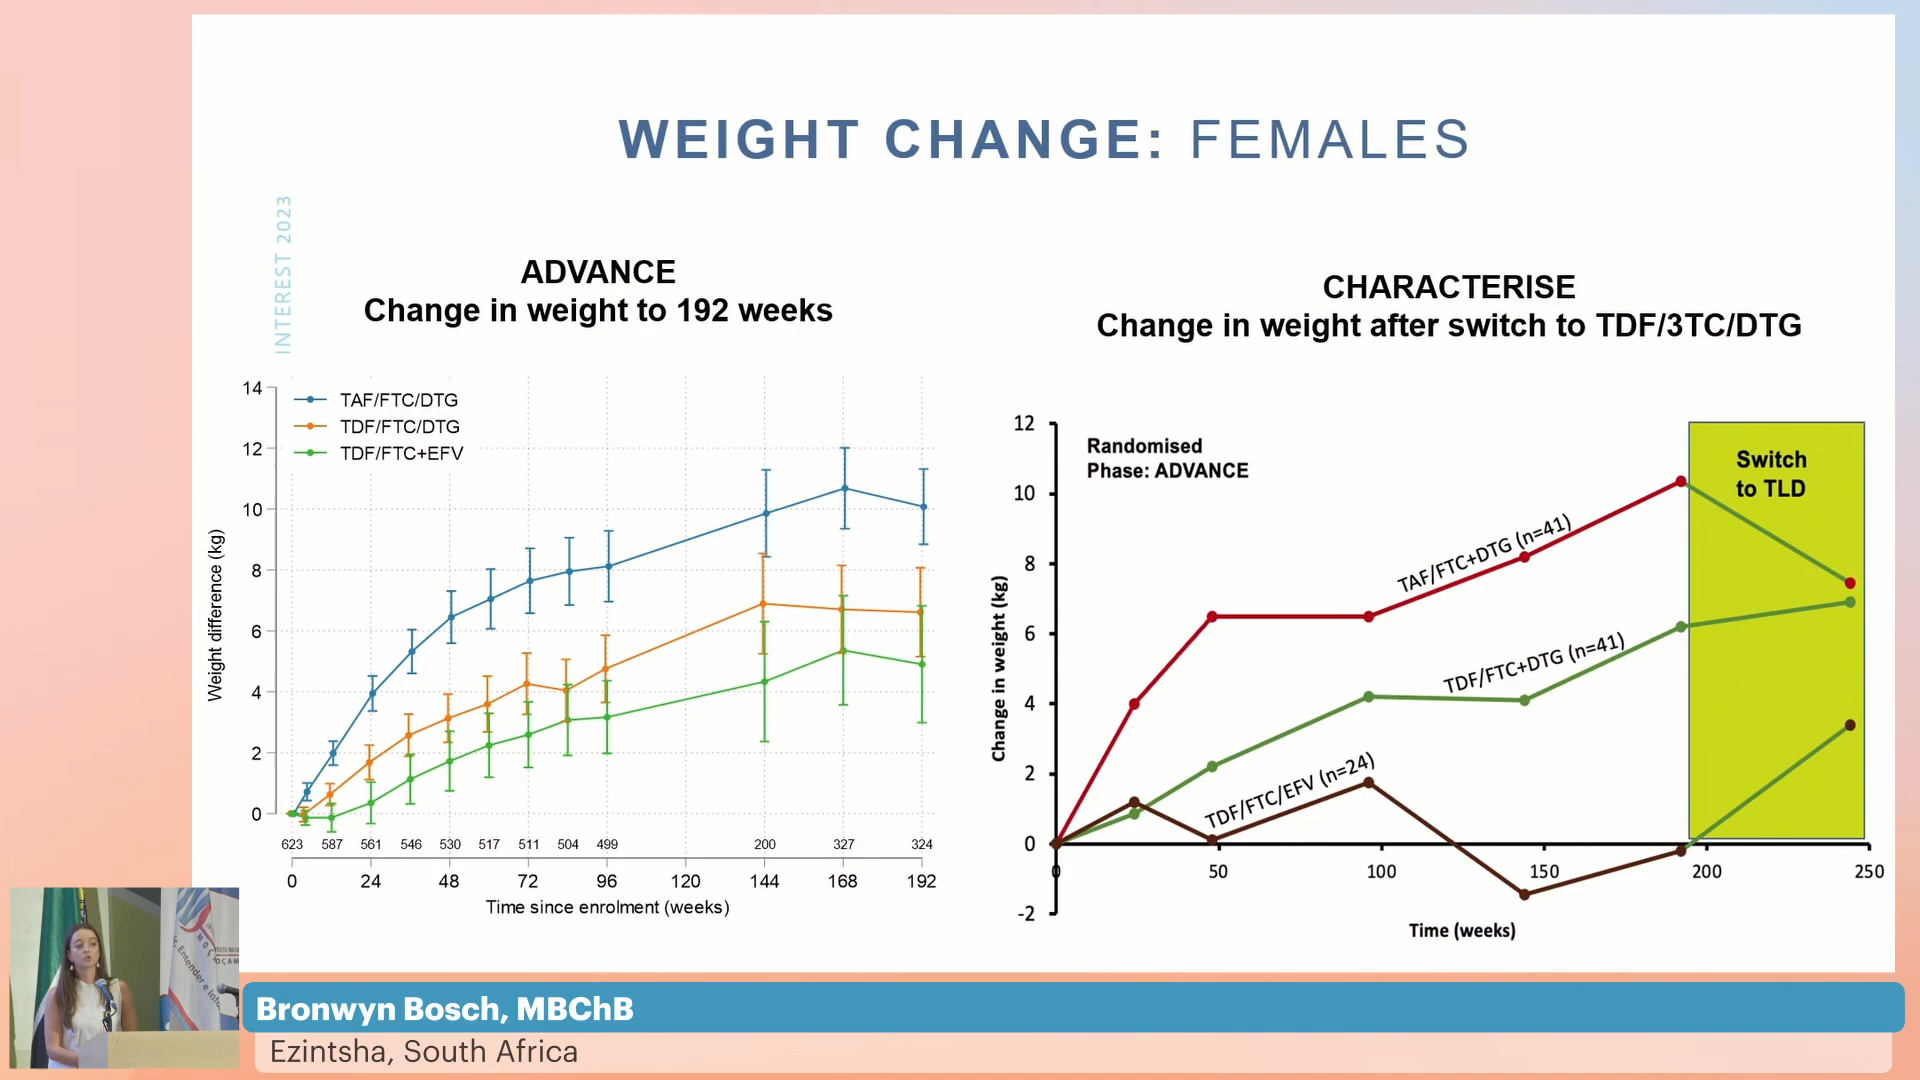 WEIGHT CHANGE: FEMALES
INTEREST 2023
ADVANCE
Change in weight to 192 weeks
14
12
10
8
6
4
2
0
Weight difference (kg)
TAF/FTC/DTG
TDF/FTC/DTG
TDF/FTC+EFV
623 587 561 546 530 517 511 504 499 200 327 324
0 24 48 72 96 120 144 168 192
Time since enrolment (weeks)
CHARACTERISE
Change in weight after switch to TDF/3TC/DTG
12
10
8
6
4
2
0
-2
Change in weight (kg)
Randomised
Phase: ADVANCE
Switch
to TLD
TAF/FTC+DTG (n=41)
TDF/FTC+DTG (n=41)
TDF/FTC/EFV (n=24)
0 50 100 150 200 250
Time (weeks)
Bronwyn Bosch, MBChB
Ezintsha, South Africa